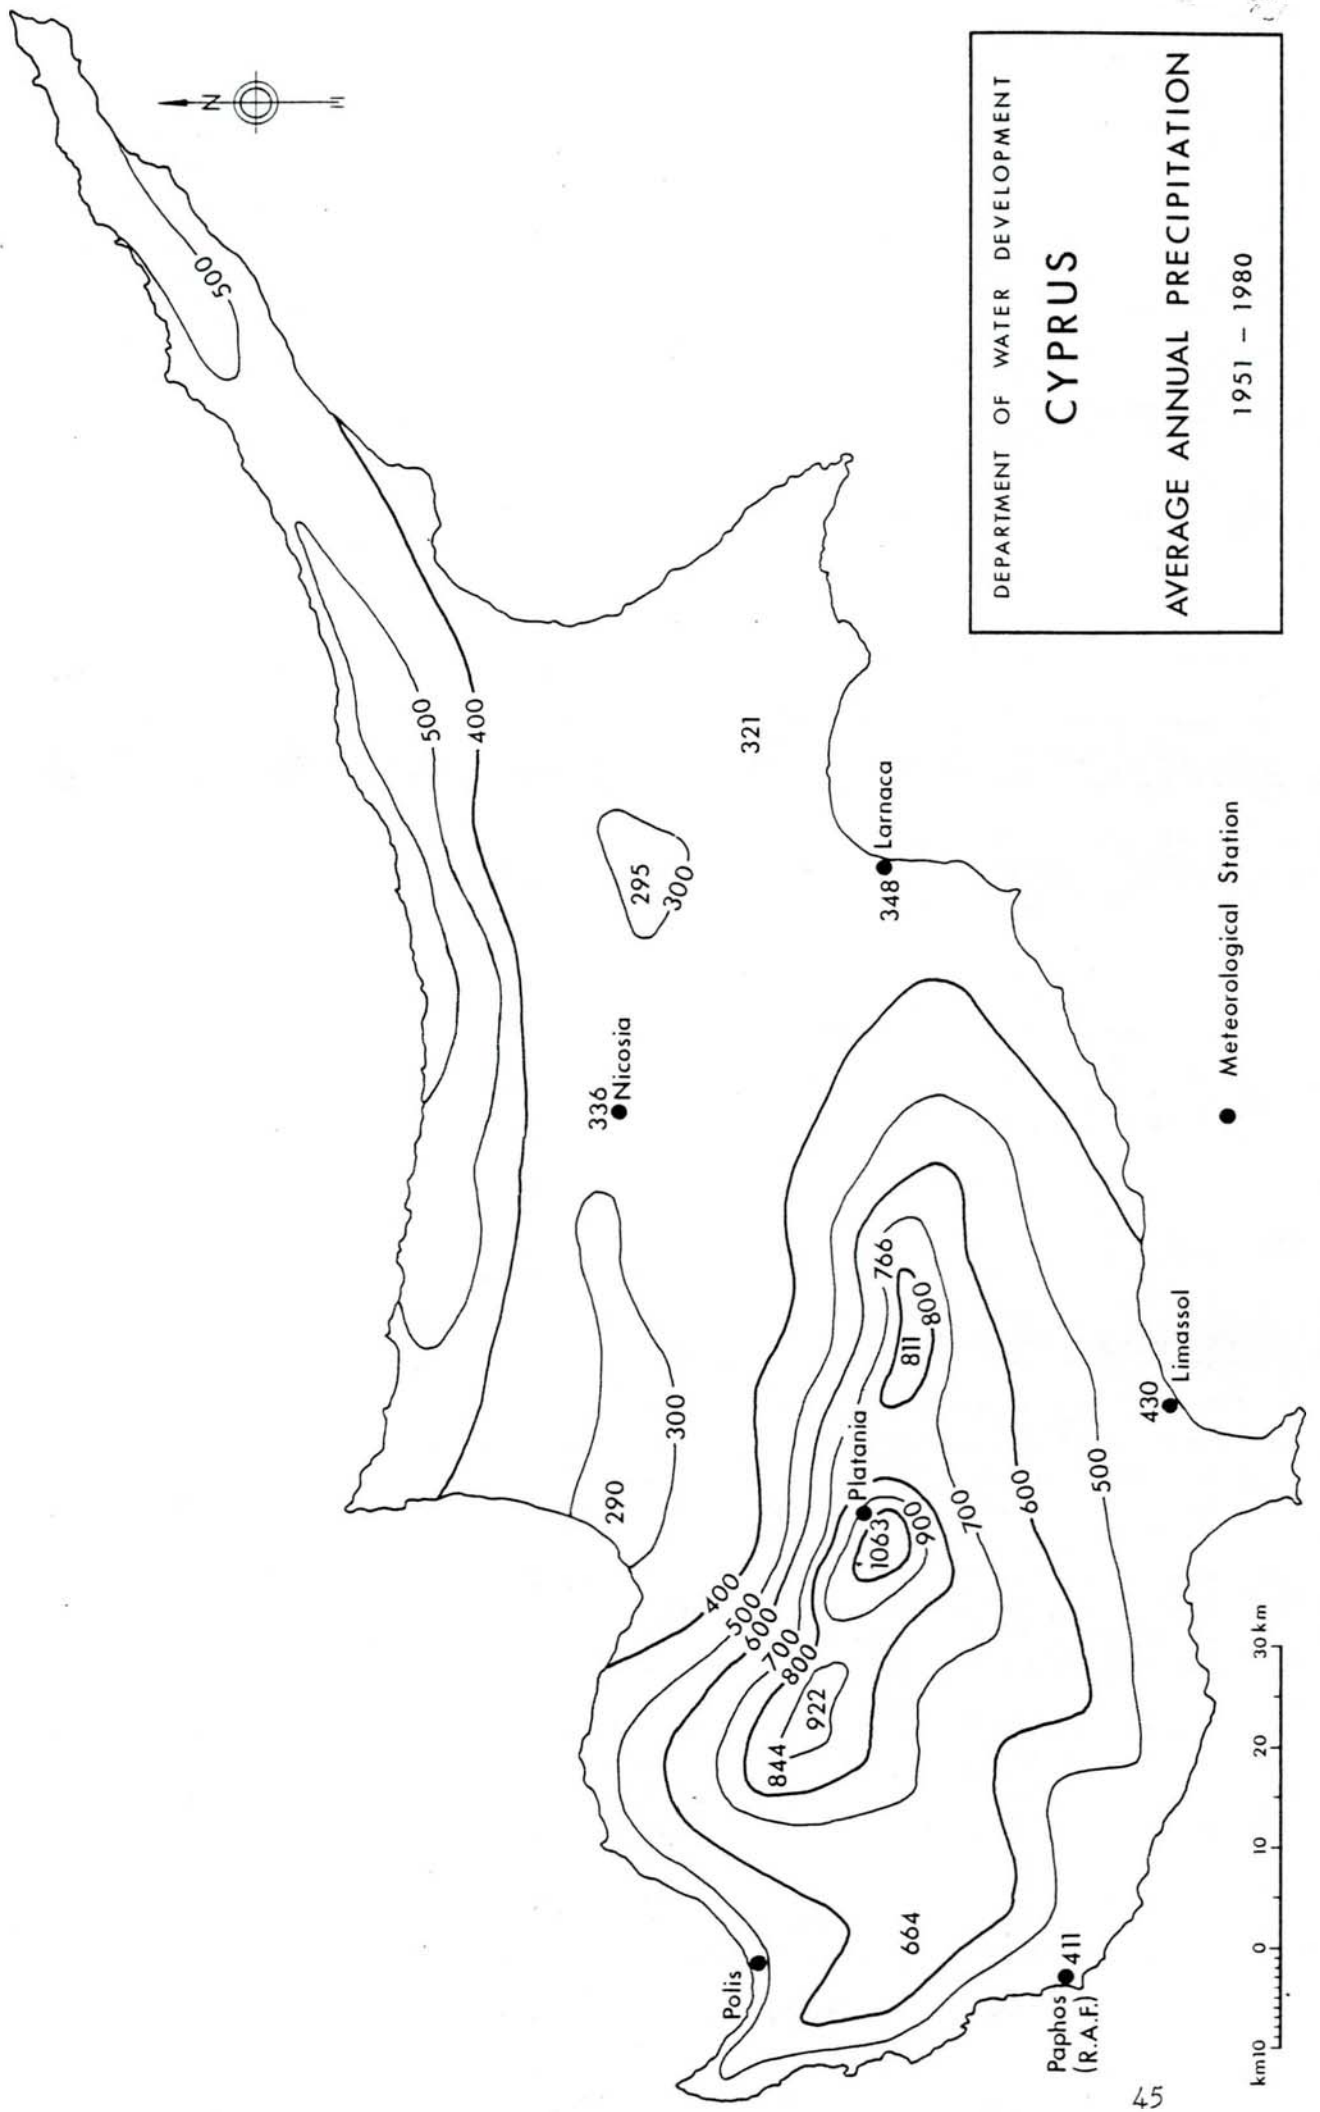 N
DEPARTMENT OF WATER DEVELOPMENT
CYPRUS
AVERAGE ANNUAL PRECIPITATION
1951 – 1980
500
500
400
321
295
300
348
Larnaca
336
Nicosia
290
300
400
500
600
700
800
766
811
800
Platania
1063
900
700
600
500
922
844
664
430
Limassol
Polis
411
Paphos
(R.A.F.)
Meteorological Station
km10 0 10 20 30km
45